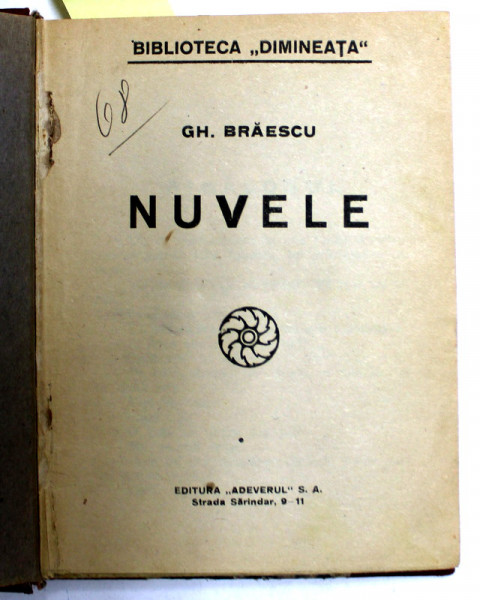 BIBLIOTECA „DIMINEAȚA“
68
GH. BRĂESCU
NUVELE
EDITURA „ADEVERUL“ S. A.
Strada Sărindar, 9-11